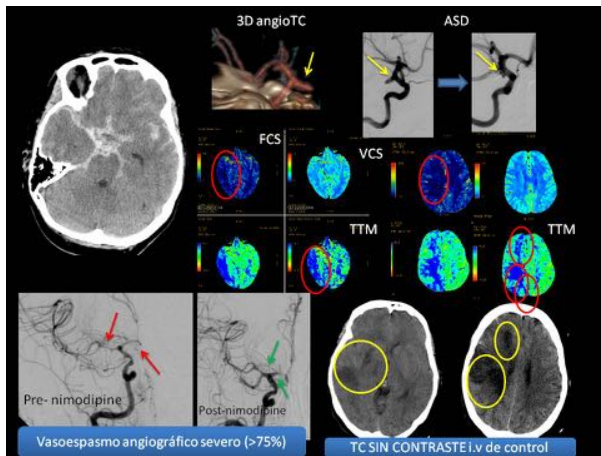 3D angioTC
ASD
FCS
VCS
TTM
TTM
Pre- nimodipine
Post-nimodipine
Vasoespasmo angiográfico severo (>75%)
TC SIN CONTRASTE i.v de control